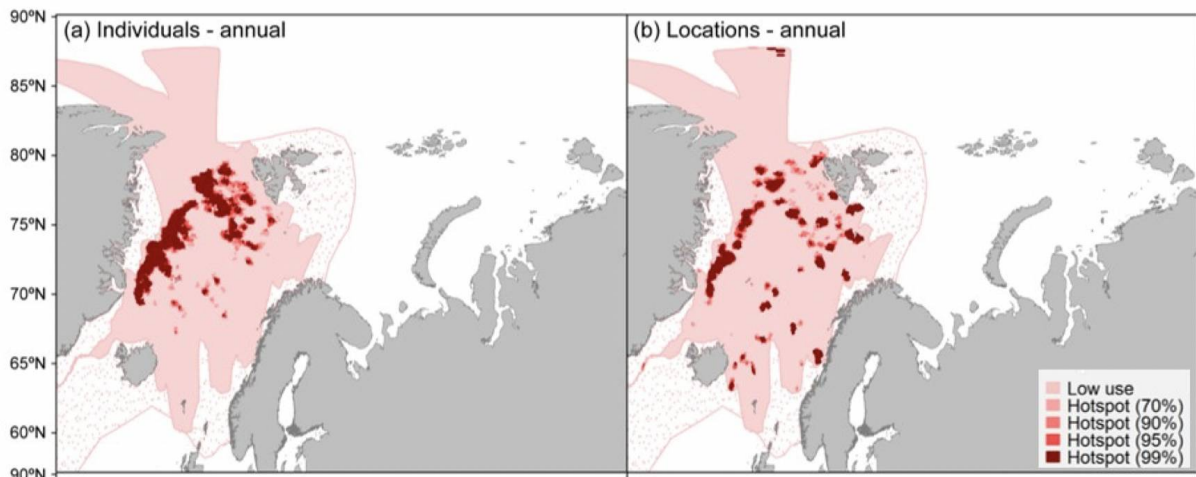 90ºN
(a) Individuals - annual
(b) Locations - annual
85ºN
80ºN
75ºN
70ºN
65ºN
60ºN
90ºN
Low use
Hotspot (70%)
Hotspot (90%)
Hotspot (95%)
Hotspot (99%)